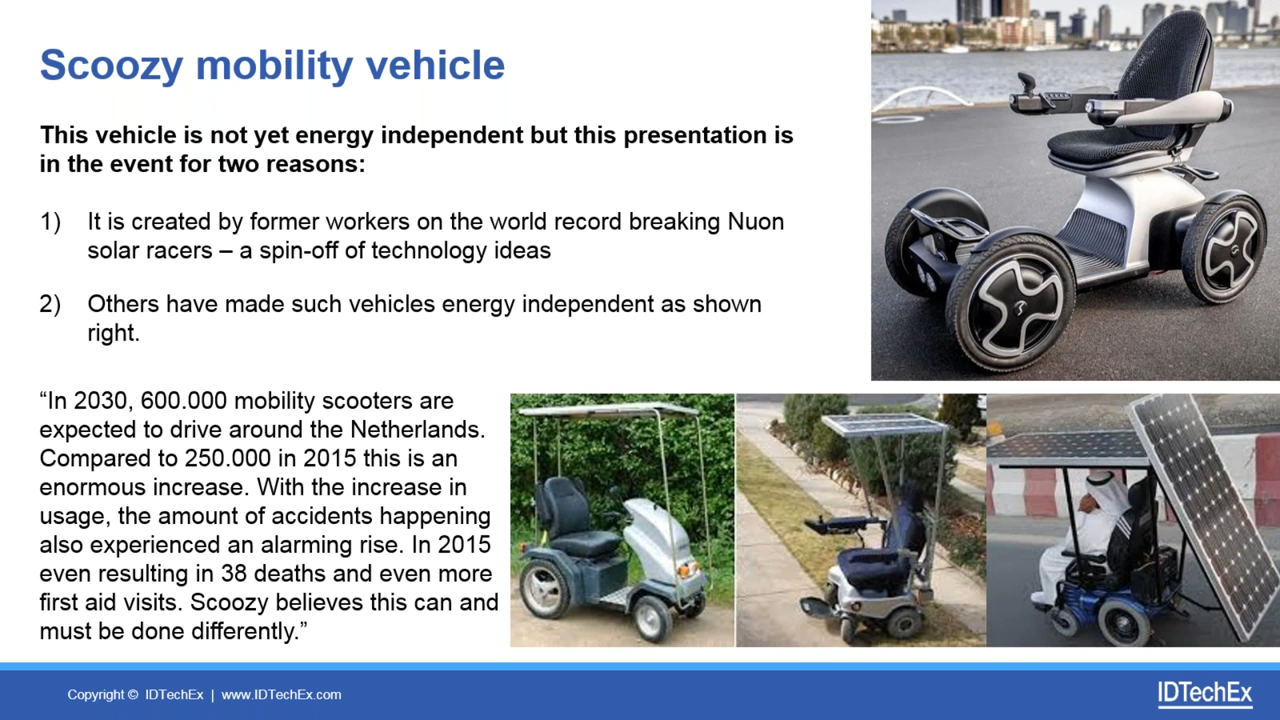 Scoozy mobility vehicle
This vehicle is not yet energy independent but this presentation is
in the event for two reasons:
1) It is created by former workers on the world record breaking Nuon
solar racers – a spin-off of technology ideas
2) Others have made such vehicles energy independent as shown
right.
“In 2030, 600.000 mobility scooters are
expected to drive around the Netherlands.
Compared to 250.000 in 2015 this is an
enormous increase. With the increase in
usage, the amount of accidents happening
also experienced an alarming rise. In 2015
even resulting in 38 deaths and even more
first aid visits. Scoozy believes this can and
must be done differently.”
Copyright © IDTechEx | www.IDTechEx.com
IDTechEx